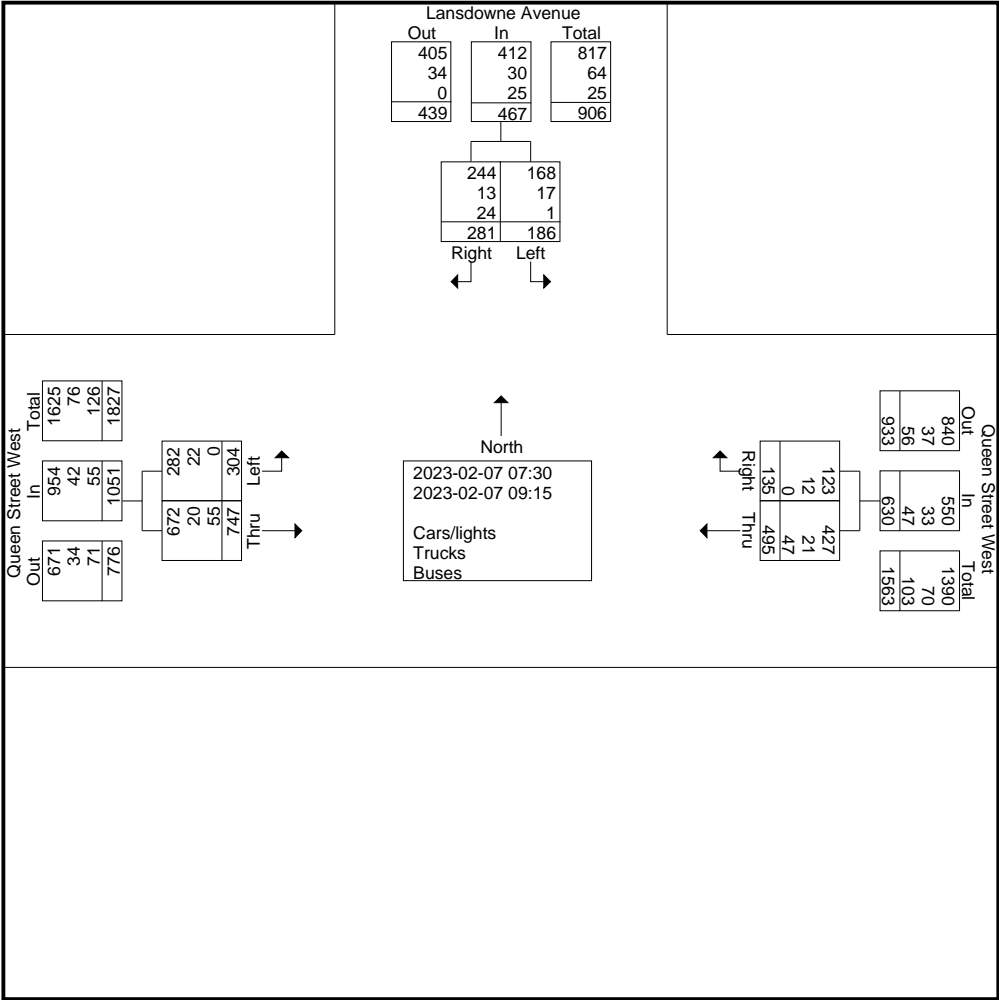 Lansdowne Avenue
Out In Total
405 412 817
34 30 64
0 25 25
439 467 906
244 168
13 17
24 1
281 186
Right Left
Queen Street West
Total
1625
76
126
1827
In
954
42
55
1051
Out
671
34
71
776
Left
282
22
0
304
Thru
672
20
55
747
North
2023-02-07 07:30
2023-02-07 09:15
Cars/lights
Trucks
Buses
Right
123
12
0
135
Thru
427
21
47
495
Queen Street West
Out
840
37
56
933
In
550
33
47
630
Total
1390
70
103
1563